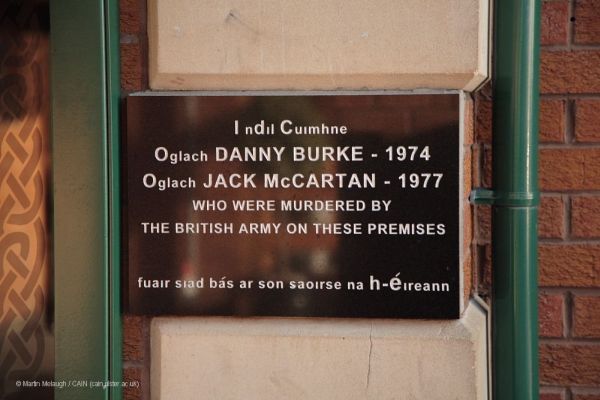 I ndil Cuimhne
Oglach DANNY BURKE - 1974
Oglach JACK McCARTAN - 1977
WHO WERE MURDERED BY
THE BRITISH ARMY ON THESE PREMISES
fuair siad bás ar son saoirse na h-éireann
© Martin Melaugh / CAIN (cain.ulster.ac.uk)